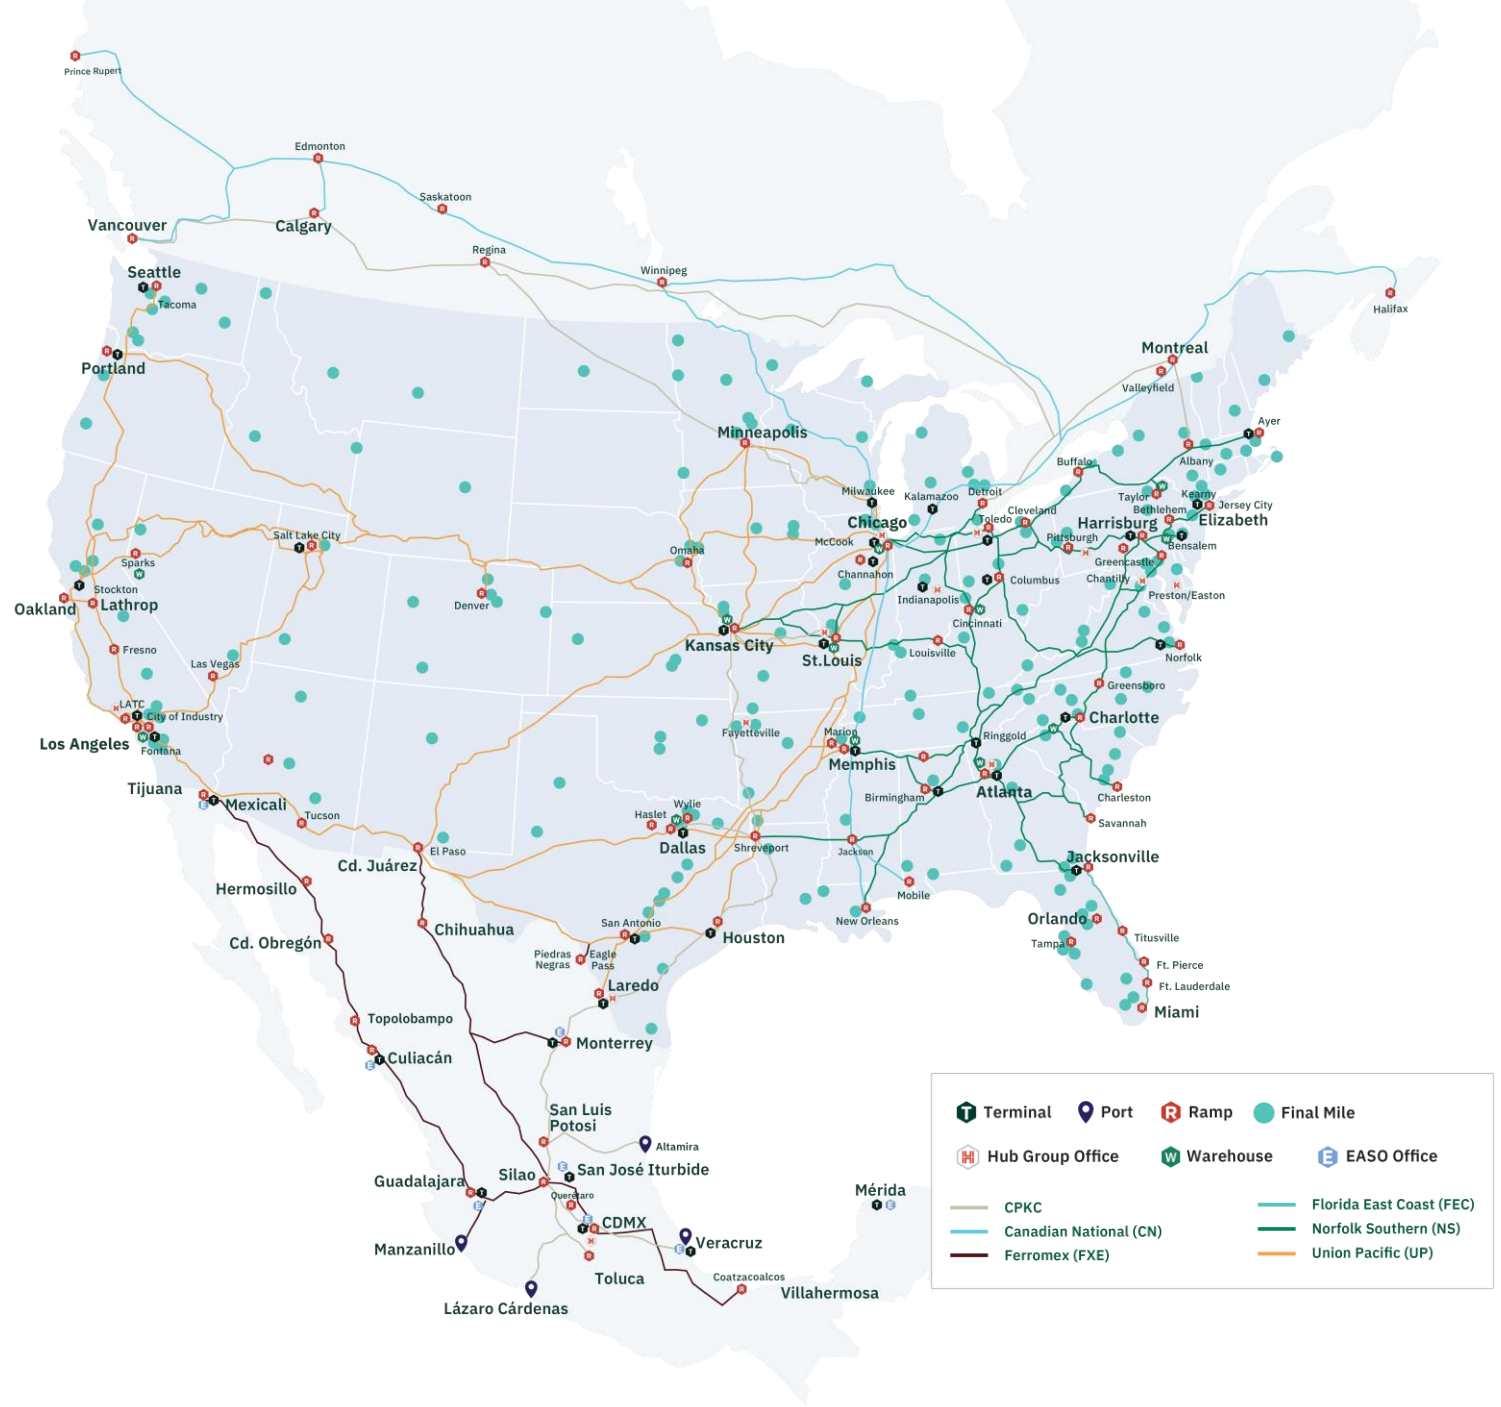 Prince Rupert
Edmonton
Saskatoon
Vancouver
Calgary
Regina
Winnipeg
Seattle
Tacoma
Halifax
Portland
Montreal
Valleyfield
Minneapolis
Ayer
Buffalo
Albany
Milwaukee
Kalamazoo
Detroit
Taylor
Kearny
Jersey City
Cleveland
Bethlehem
Elizabeth
Chicago
Toledo
Harrisburg
Salt Lake City
McCook
Pittsburgh
Bensalem
Omaha
Sparks
Greencastle
Channahon
Chantilly
Columbus
Stockton
Preston/Easton
Oakland
Lathrop
Denver
Indianapolis
Cincinnati
Kansas City
Fresno
Louisville
Norfolk
St.Louis
Las Vegas
Greensboro
LATC
City of Industry
Charlotte
Fayetteville
Marion
Ringgold
Los Angeles
Fontana
Memphis
Tijuana
Mexicali
Birmingham
Atlanta
Charleston
Wylie
Haslet
Tucson
Savannah
Dallas
Shreveport
El Paso
Jackson
Jacksonville
Cd. Juárez
Hermosillo
Mobile
Chihuahua
San Antonio
New Orleans
Orlando
Houston
Titusville
Cd. Obregón
Tampa
Piedras
Negras
Eagle
Pass
Ft. Pierce
Laredo
Ft. Lauderdale
Miami
Topolobampo
Monterrey
Culiacán
San Luis
Potosi
Altamira
San José Iturbide
Silao
Guadalajara
Querétaro
Mérida
CDMX
Manzanillo
Veracruz
Toluca
Coatzacoalcos
Villahermosa
Lázaro Cárdenas
T Terminal
Port
R Ramp
Final Mile
H Hub Group Office
W Warehouse
E EASO Office
CPKC
Canadian National (CN)
Ferromex (FXE)
Florida East Coast (FEC)
Norfolk Southern (NS)
Union Pacific (UP)